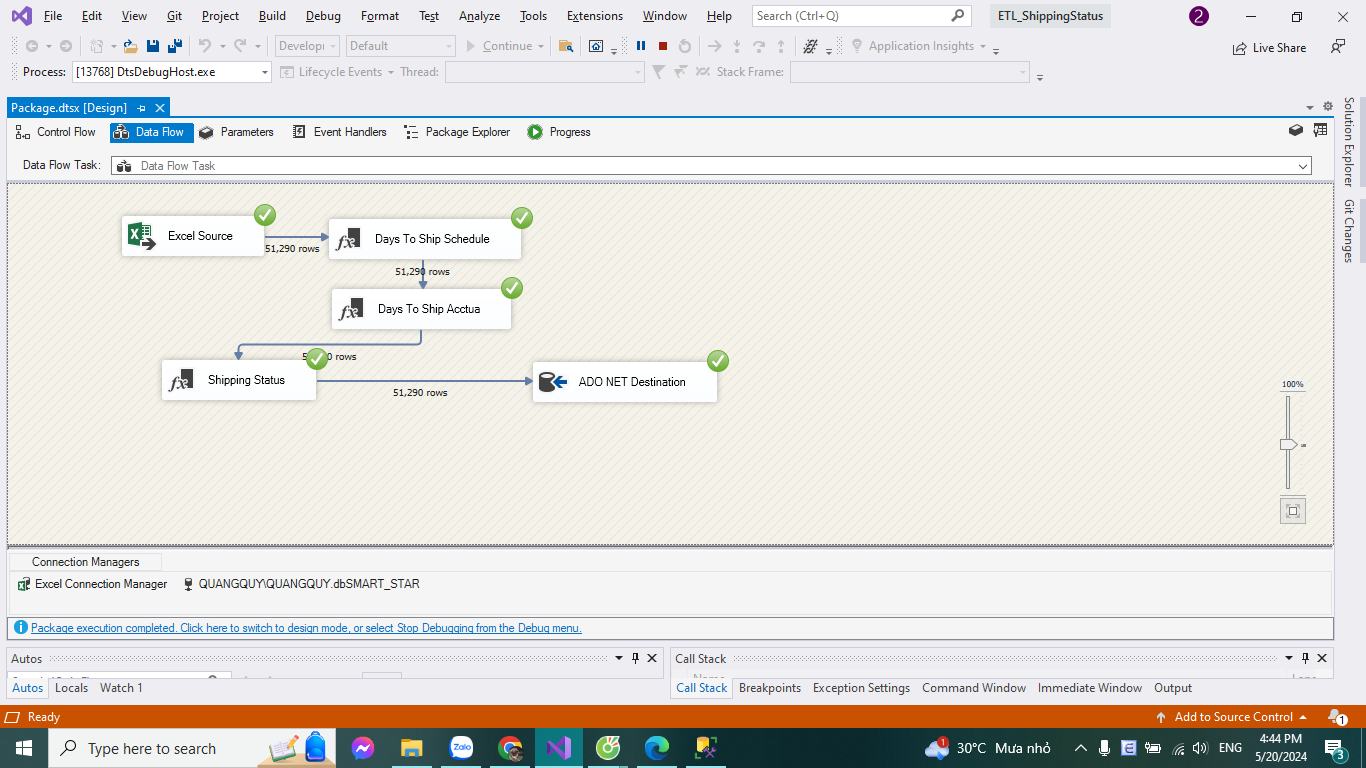 File Edit View Git Project Build Debug Format Test Analyze Tools Extensions Window Help Search (Ctrl+Q) ETL_ShippingStatus 2
Develop Default Continue Application Insights Live Share
Process: [13768] DtsDebugHost.exe Lifecycle Events Thread: Stack Frame:
Package.dtsx [Design]
Control Flow Data Flow Parameters Event Handlers Package Explorer Progress
Data Flow Task: Data Flow Task
Solution Explorer
Git Changes
Excel Source
51,290 rows
Days To Ship Schedule
51,290 rows
Days To Ship Acctua
0 rows
Shipping Status
51,290 rows
ADO NET Destination
100%
Connection Managers
Excel Connection Manager QUANGQUY\QUANGQUY.dbSMART_STAR
Package execution completed. Click here to switch to design mode, or select Stop Debugging from the Debug menu.
Autos
Call Stack
Name
Autos Locals Watch 1
Call Stack Breakpoints Exception Settings Command Window Immediate Window Output
Ready Add to Source Control 1
Type here to search Zalo 1 30°C Mưa nhỏ ENG 4:44 PM
5/20/2024 3